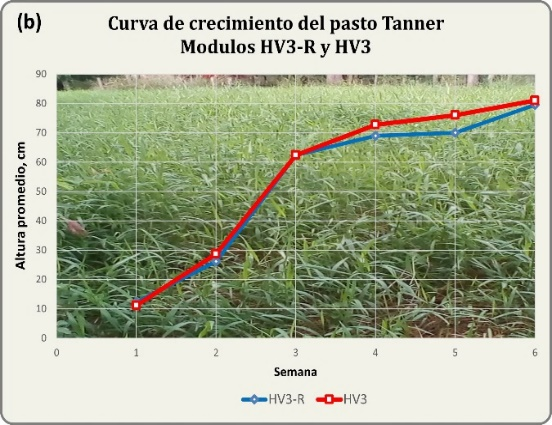 (b)
Curva de crecimiento del pasto Tanner
Modulos HV3-R y HV3
Altura promedio, cm
90
80
70
60
50
40
30
20
10
0
0 1 2 3 4 5 6
Semana
HV3-R HV3